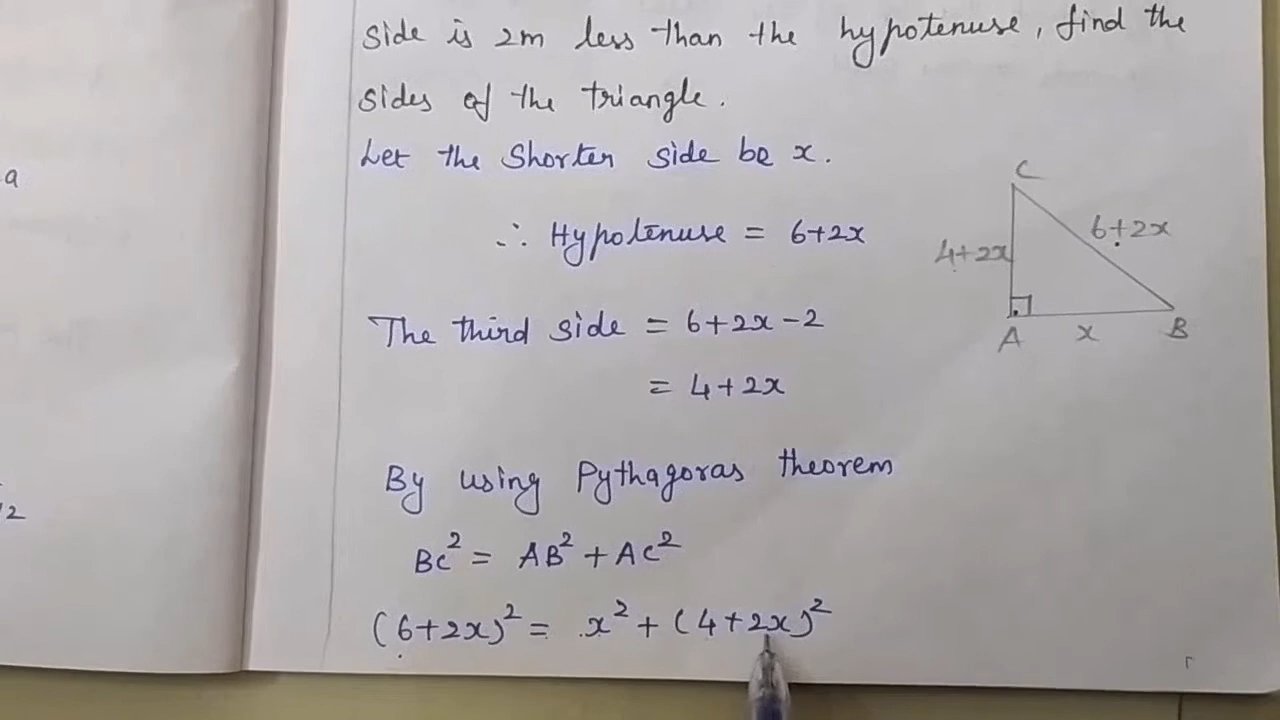 side is 2m less than the hypotenuse, find the
sides of the triangle.
a
Let the Shorter side be x.
C
∴ Hypotenuse = 6+2x
6+2x
4+2x
The third side = 6+2x-2
A x B
= 4+2x
By using Pythagoras theorem
2
BC² = AB² + AC²
(6+2x)² = x² + (4+2x)²